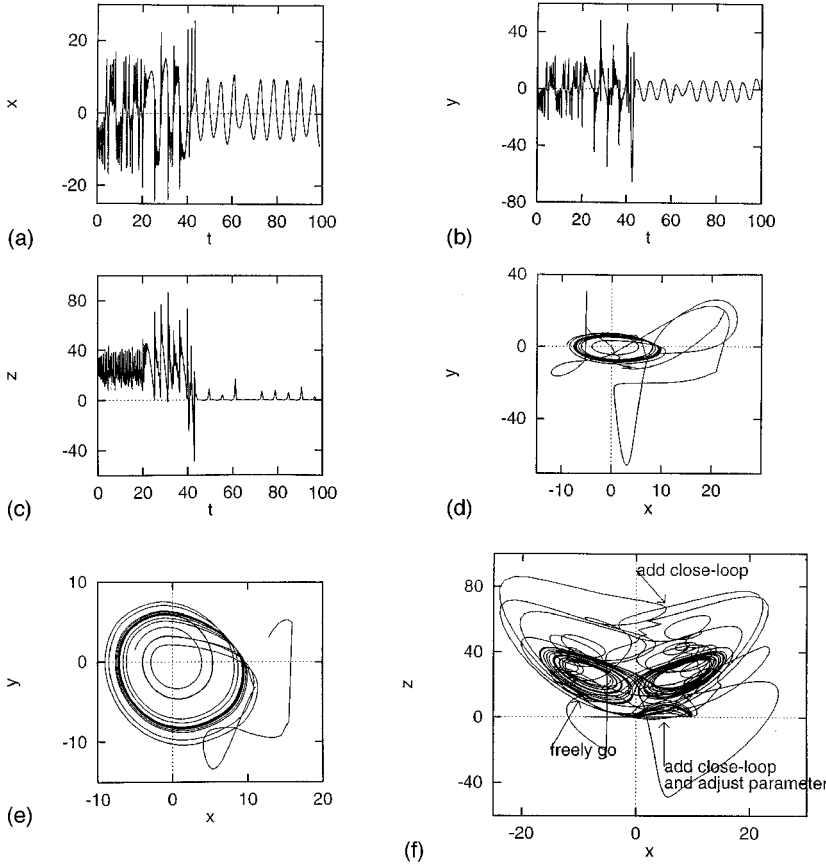 20
0
-20
x
0 20 40 60 80 100
t
(a)
40
0
-40
-80
y
0 20 40 60 80 100
t
(b)
80
40
0
-40
z
0 20 40 60 80 100
t
(c)
40
0
-40
y
-10 0 10 20
x
(d)
10
0
-10
y
-10 0 10 20
x
(e)
80
40
0
-40
z
add close-loop
freely go
add close-loop
and adjust parameter
-20 0 20
x
(f)